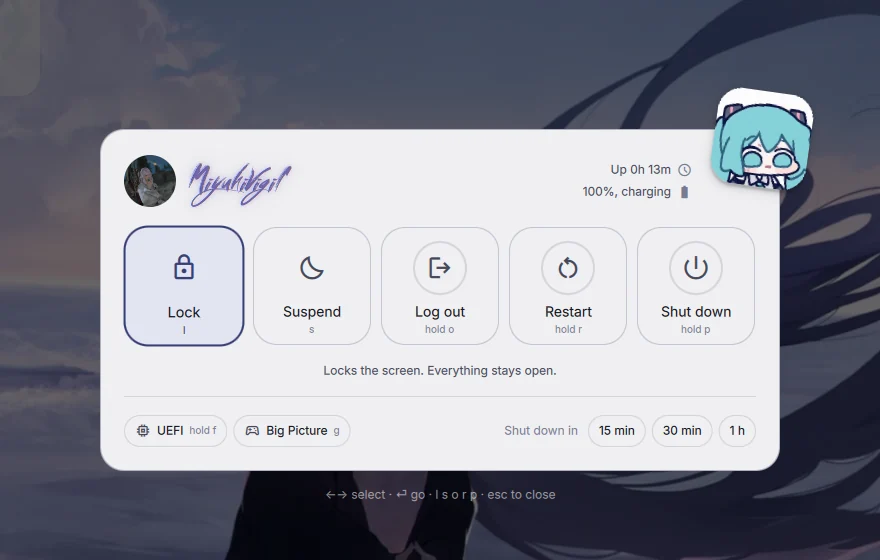 MiyuhiVigil
Up 0h 13m
100%, charging
Lock
l
Suspend
s
Log out
hold o
Restart
hold r
Shut down
hold p
Locks the screen. Everything stays open.
UEFI hold f
Big Picture g
Shut down in 15 min 30 min 1 h
←→ select · ⏎ go · l s o r p · esc to close